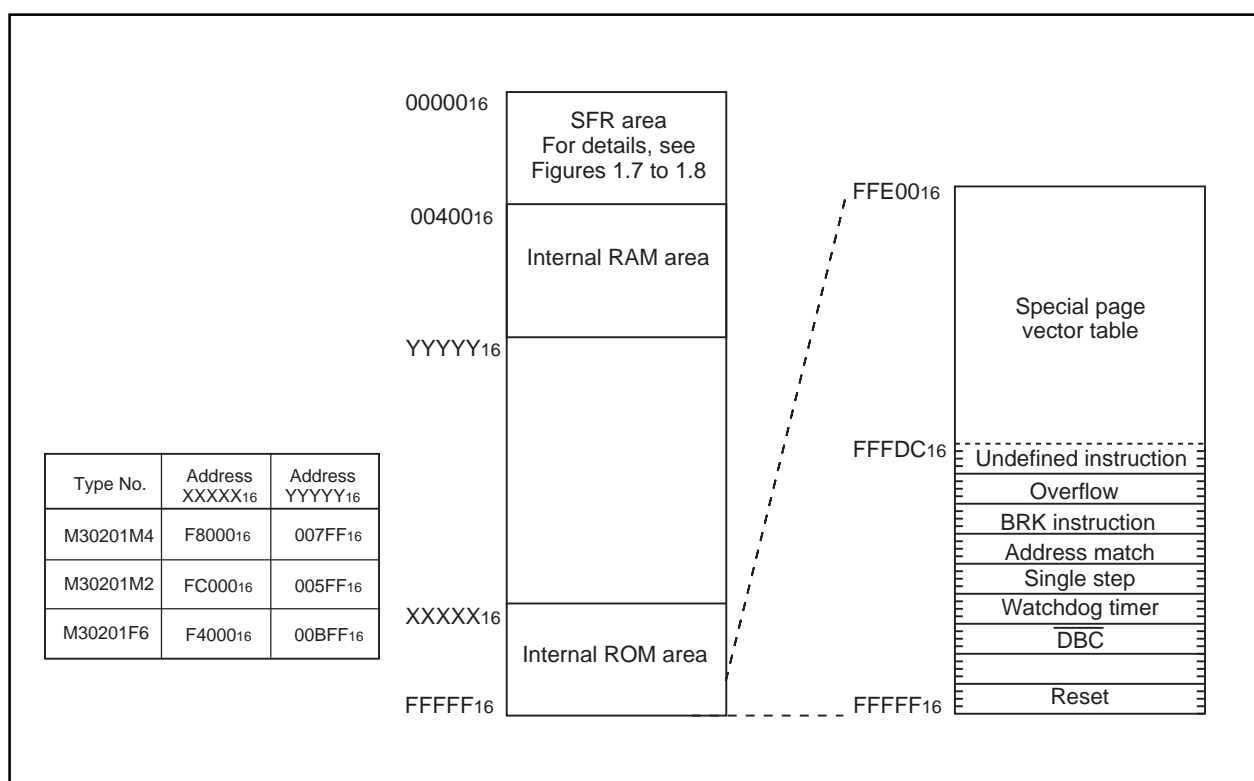 0000016
SFR area
For details, see
Figures 1.7 to 1.8
0040016
Internal RAM area
YYYYY16
XXXXX16
Internal ROM area
FFFFF16
Type No.
Address
XXXXX16
Address
YYYYY16
M30201M4
F800016
007FF16
M30201M2
FC00016
005FF16
M30201F6
F400016
00BFF16
FFE0016
Special page
vector table
FFFDC16
Undefined instruction
Overflow
BRK instruction
Address match
Single step
Watchdog timer
DBC
Reset
FFFFF16